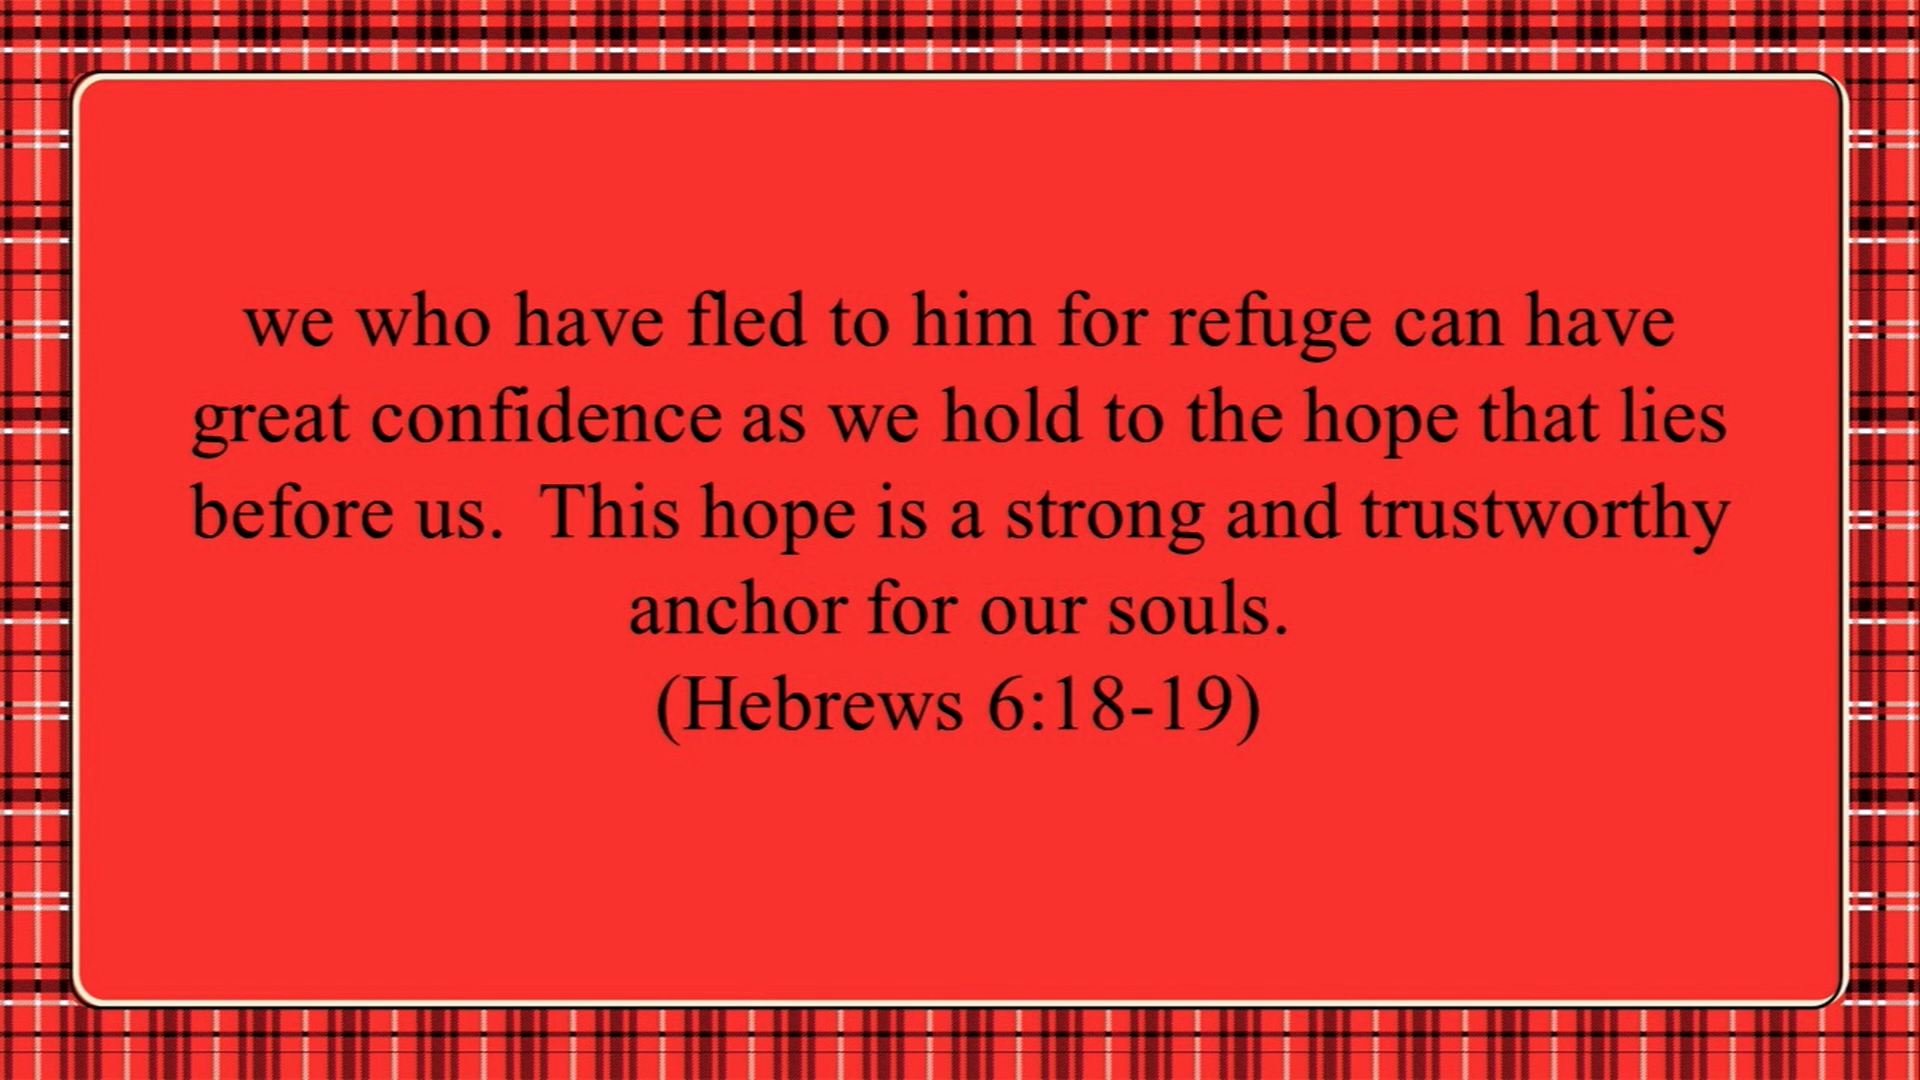 we who have fled to him for refuge can have
great confidence as we hold to the hope that lies
before us.  This hope is a strong and trustworthy
anchor for our souls.
(Hebrews 6:18-19)